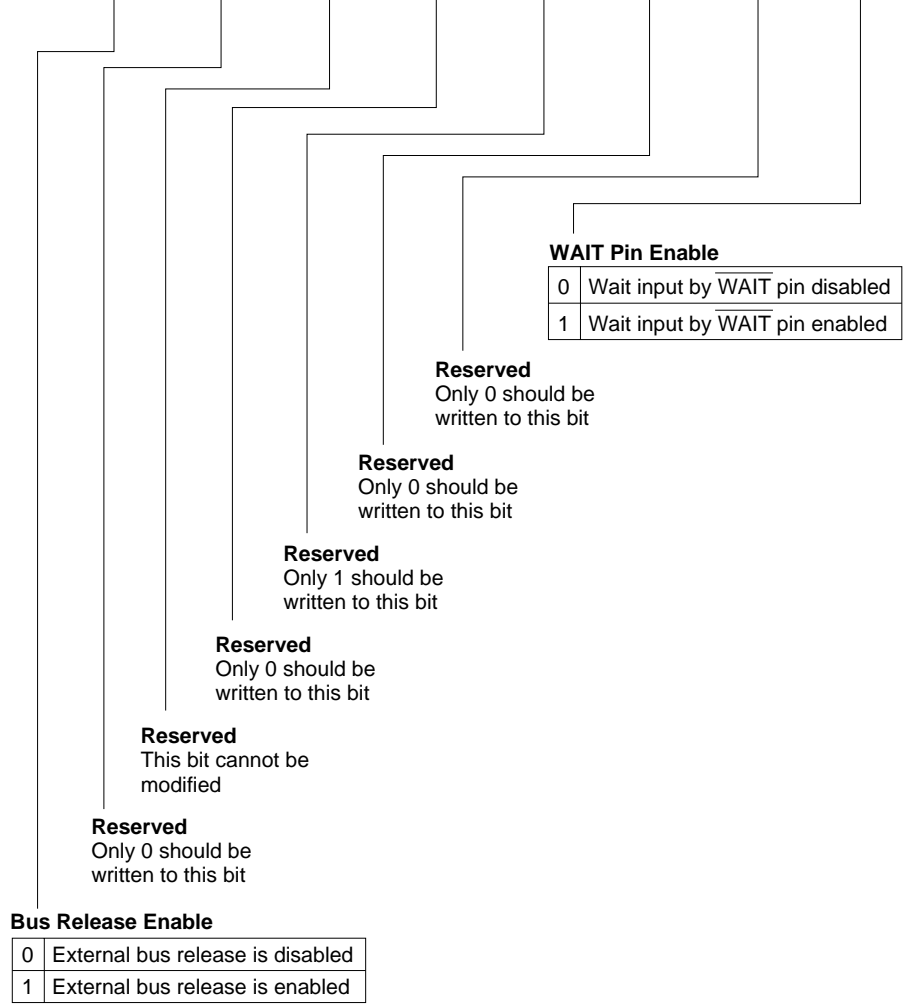 WAIT Pin Enable
0 Wait input by WAIT pin disabled
1 Wait input by WAIT pin enabled
Reserved
Only 0 should be
written to this bit
Reserved
Only 0 should be
written to this bit
Reserved
Only 1 should be
written to this bit
Reserved
Only 0 should be
written to this bit
Reserved
This bit cannot be
modified
Reserved
Only 0 should be
written to this bit
Bus Release Enable
0 External bus release is disabled
1 External bus release is enabled